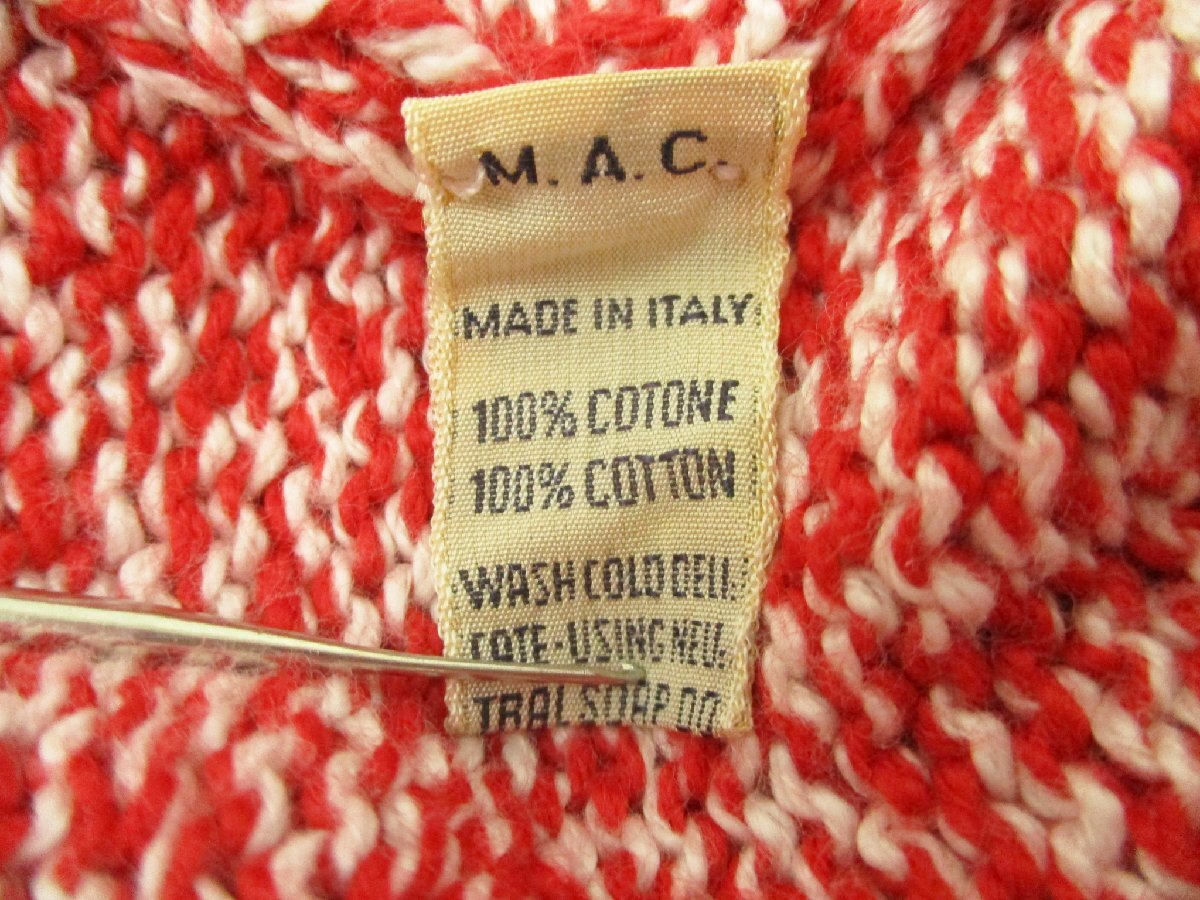 M.A.C.
MADE IN ITALY
100% COTONE
100% COTTON
WASH COLD DELI-
CATE-USING NEU-
TRAL SOAP DO